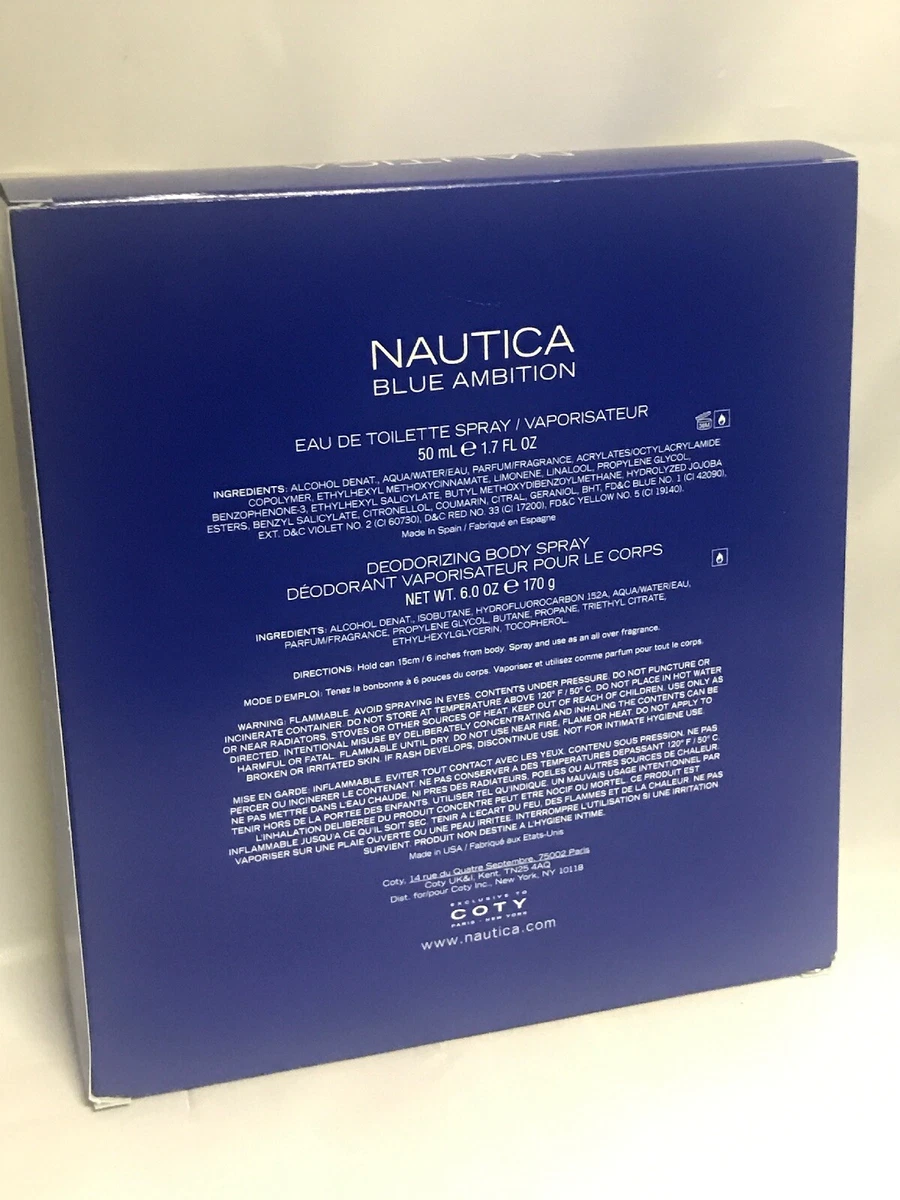 NAUTICA
NAUTICA
BLUE AMBITION
EAU DE TOILETTE SPRAY / VAPORISATEUR
50 mL ℮ 1.7 FL OZ
36M
INGREDIENTS: ALCOHOL DENAT., AQUA/WATER/EAU, PARFUM/FRAGRANCE, ACRYLATES/OCTYLACRYLAMIDE
COPOLYMER, ETHYLHEXYL METHOXYCINNAMATE, LIMONENE, LINALOOL, PROPYLENE GLYCOL,
BENZOPHENONE-3, ETHYLHEXYL SALICYLATE, BUTYL METHOXYDIBENZOYLMETHANE, HYDROLYZED JOJOBA
ESTERS, BENZYL SALICYLATE, CITRONELLOL, COUMARIN, CITRAL, GERANIOL, BHT, FD&C BLUE NO. 1 (CI 42090),
EXT. D&C VIOLET NO. 2 (CI 60730), D&C RED NO. 33 (CI 17200), FD&C YELLOW NO. 5 (CI 19140).
Made In Spain / Fabriqué en Espagne
DEODORIZING BODY SPRAY
DÉODORANT VAPORISATEUR POUR LE CORPS
NET WT. 6.0 OZ ℮ 170 g
INGREDIENTS: ALCOHOL DENAT., ISOBUTANE, HYDROFLUOROCARBON 152A, AQUA/WATER/EAU,
PARFUM/FRAGRANCE, PROPYLENE GLYCOL, BUTANE, PROPANE, TRIETHYL CITRATE,
ETHYLHEXYLGLYCERIN, TOCOPHEROL.
DIRECTIONS: Hold can 15cm / 6 inches from body. Spray and use as an all over fragrance.
MODE D'EMPLOI: Tenez la bonbonne à 6 pouces du corps. Vaporisez et utilisez comme parfum pour tout le corps.
WARNING: FLAMMABLE. AVOID SPRAYING IN EYES. CONTENTS UNDER PRESSURE. DO NOT PUNCTURE OR
INCINERATE CONTAINER. DO NOT STORE AT TEMPERATURE ABOVE 120° F / 50° C. DO NOT PLACE IN HOT WATER
OR NEAR RADIATORS, STOVES OR OTHER SOURCES OF HEAT. KEEP OUT OF REACH OF CHILDREN. USE ONLY AS
DIRECTED. INTENTIONAL MISUSE BY DELIBERATELY CONCENTRATING AND INHALING THE CONTENTS CAN BE
HARMFUL OR FATAL. FLAMMABLE UNTIL DRY. DO NOT USE NEAR FIRE, FLAME OR HEAT. DO NOT APPLY TO
BROKEN OR IRRITATED SKIN. IF RASH DEVELOPS, DISCONTINUE USE. NOT FOR INTIMATE HYGIENE USE.
MISE EN GARDE: INFLAMMABLE. EVITER TOUT CONTACT AVEC LES YEUX. CONTENU SOUS PRESSION. NE PAS
PERCER OU INCINERER LE CONTENANT. NE PAS CONSERVER A DES TEMPERATURES DEPASSANT 120° F / 50° C.
NE PAS METTRE DANS L'EAU CHAUDE, NI PRES DES RADIATEURS, POELES OU AUTRES SOURCES DE CHALEUR.
TENIR HORS DE LA PORTEE DES ENFANTS. UTILISER TEL QU'INDIQUE. UN MAUVAIS USAGE INTENTIONNEL PAR
L'INHALATION DELIBEREE DU PRODUIT CONCENTRE PEUT ETRE NOCIF OU MORTEL. CE PRODUIT EST
INFLAMMABLE JUSQU'A CE QU'IL SOIT SEC. TENIR A L'ECART DU FEU, DES FLAMMES ET DE LA CHALEUR. NE PAS
VAPORISER SUR UNE PLAIE OUVERTE OU UNE PEAU IRRITEE. INTERROMPRE L'UTILISATION SI UNE IRRITATION
SURVIENT. PRODUIT NON DESTINE A L'HYGIENE INTIME.
Made in USA / Fabriqué aux Etats-Unis
Coty, 14 rue du Quatre Septembre, 75002 Paris
Coty UK&I, Kent, TN25 4AQ
Dist. for/pour Coty Inc., New York, NY 10118
EXCLUSIVE TO
COTY
PARIS - NEW YORK
www.nautica.com